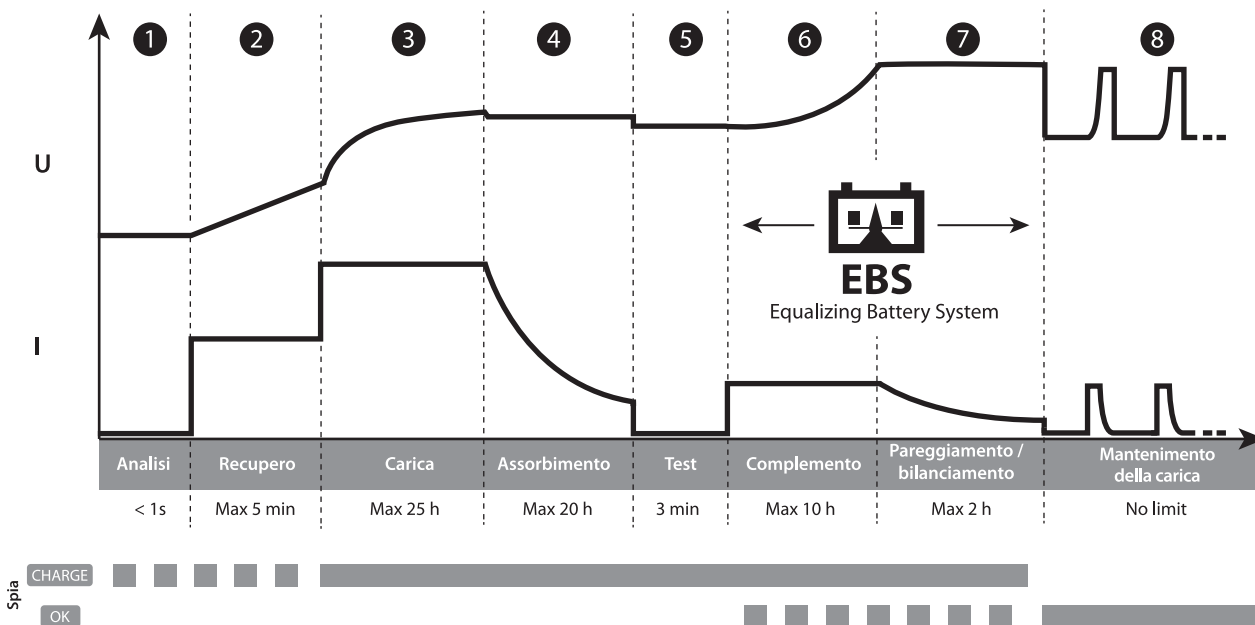 1 2 3 4 5 6 7 8
U
EBS
Equalizing Battery System
I
Analisi Recupero Carica Assorbimento Test Complemento Pareggiamento / bilanciamento Mantenimento della carica
< 1s Max 5 min Max 25 h Max 20 h 3 min Max 10 h Max 2 h No limit
Spia
CHARGE
OK